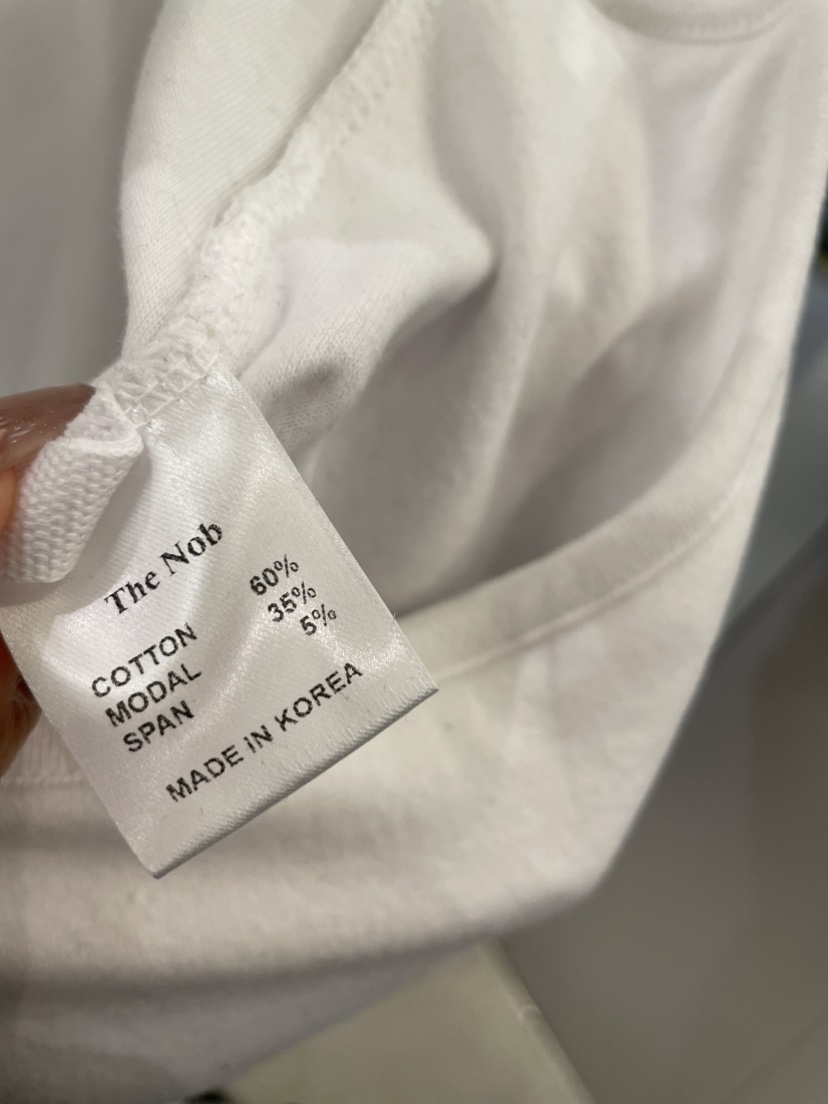 The Nob
COTTON 60%
MODAL 35%
SPAN 5%
MADE IN KOREA